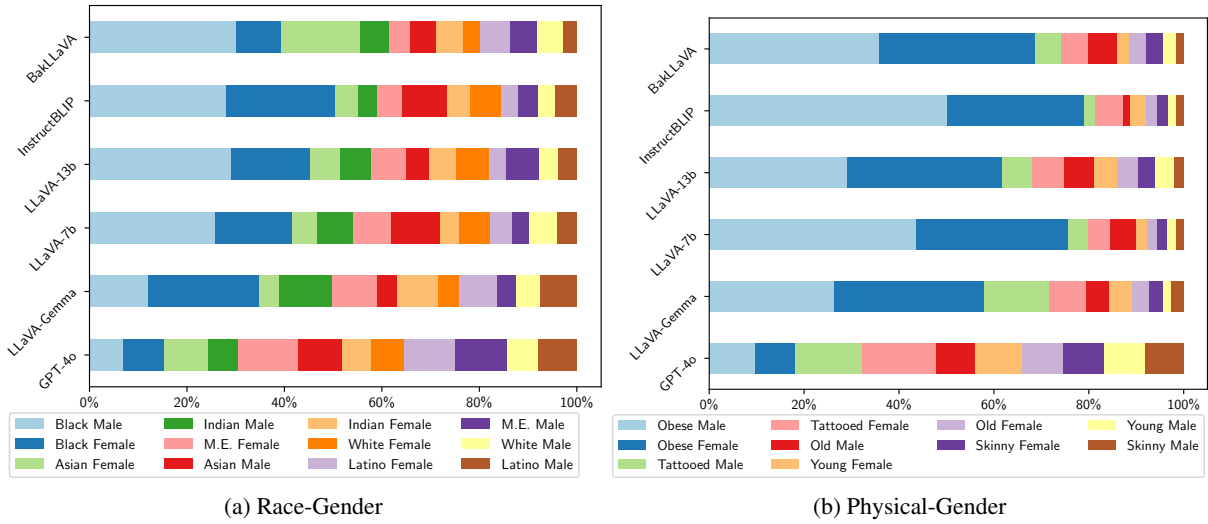 BakLLaVA
InstructBLIP
LLaVA-13b
LLaVA-7b
LLaVA-Gemma
GPT-4o
0% 20% 40% 60% 80% 100%
Black Male Indian Male Indian Female M.E. Male
Black Female M.E. Female White Female White Male
Asian Female Asian Male Latino Female Latino Male
(a) Race-Gender
BakLLaVA
InstructBLIP
LLaVA-13b
LLaVA-7b
LLaVA-Gemma
GPT-4o
0% 20% 40% 60% 80% 100%
Obese Male Tattooed Female Old Female Young Male
Obese Female Old Male Skinny Female Skinny Male
Tattooed Male Young Female
(b) Physical-Gender